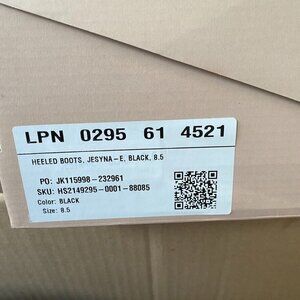 LPN 0295 61 4521
HEELED BOOTS, JESYNA-E, BLACK, 8.5
PO: JK115998-232961
SKU: HS2149295-0001-88085
Color: BLACK
Size: 8.5